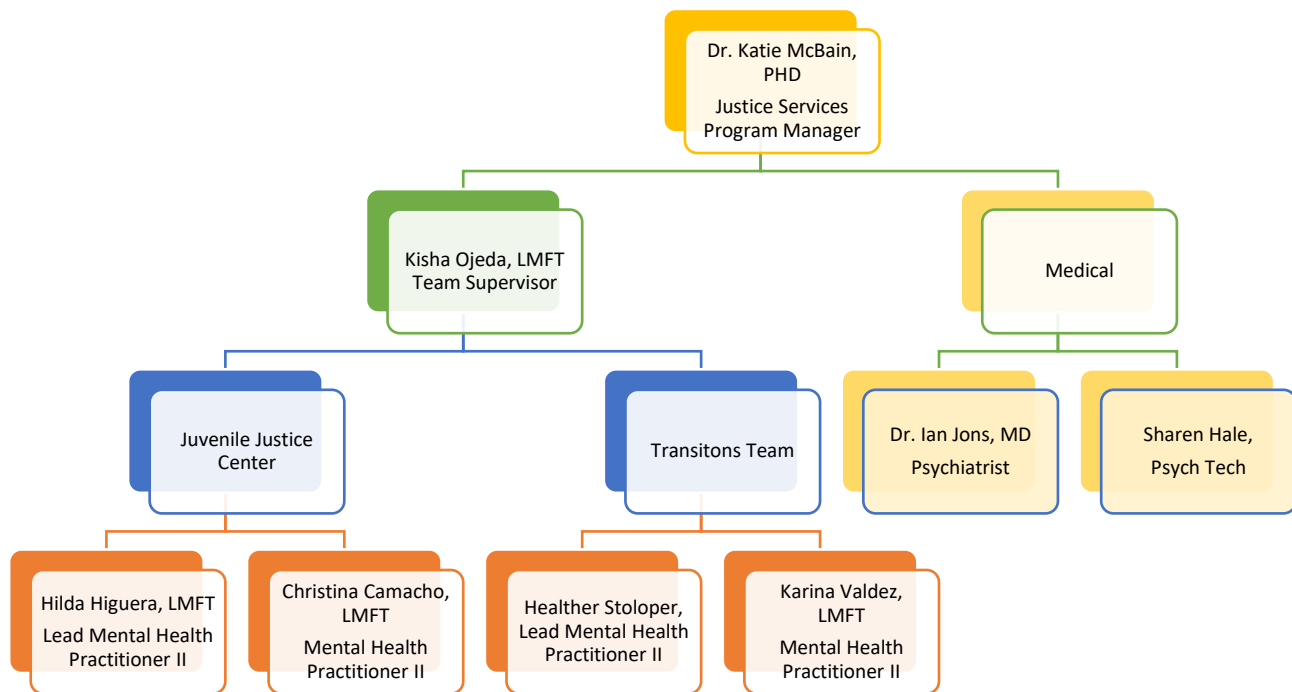 Dr. Katie McBain,
PHD
Justice Services
Program Manager
Kisha Ojeda, LMFT
Team Supervisor
Medical
Juvenile Justice
Center
Transitons Team
Dr. Ian Jons, MD
Psychiatrist
Sharen Hale,
Psych Tech
Hilda Higuera, LMFT
Lead Mental Health
Practitioner II
Christina Camacho,
LMFT
Mental Health
Practitioner II
Healther Stoloper,
Lead Mental Health
Practitioner II
Karina Valdez,
LMFT
Mental Health
Practitioner II